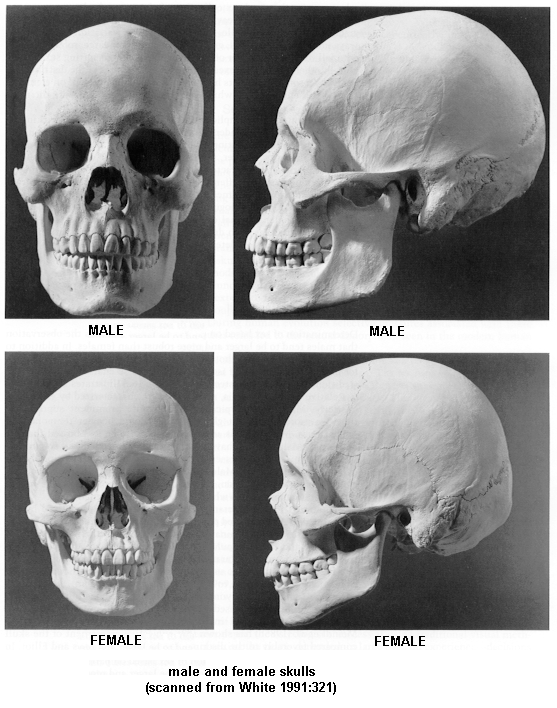 MALE
MALE
FEMALE
FEMALE
male and female skulls
(scanned from White 1991:321)